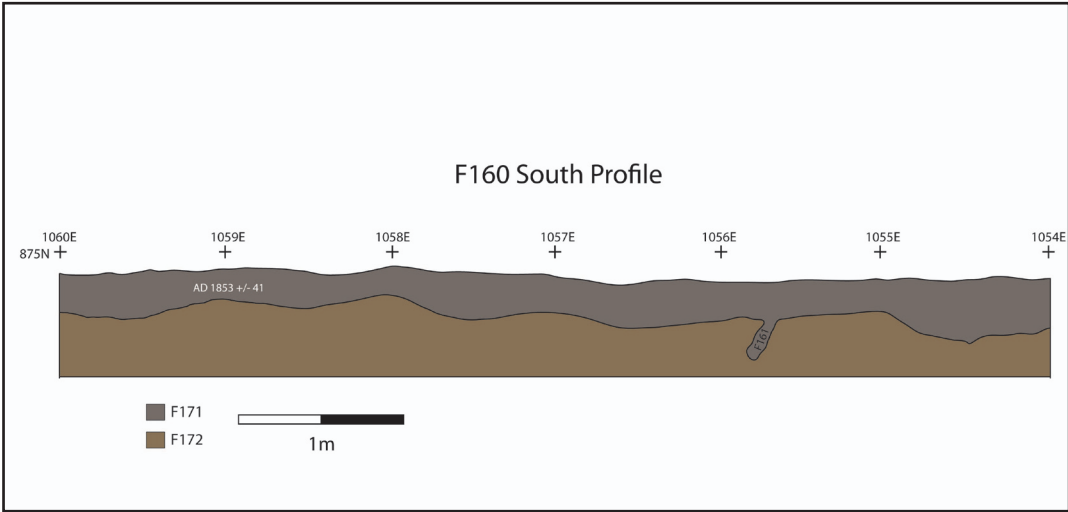 F160 South Profile
1060E 1059E 1058E 1057E 1056E 1055E 1054E
875N
AD 1853 +/- 41
F161
F171
F172
1m